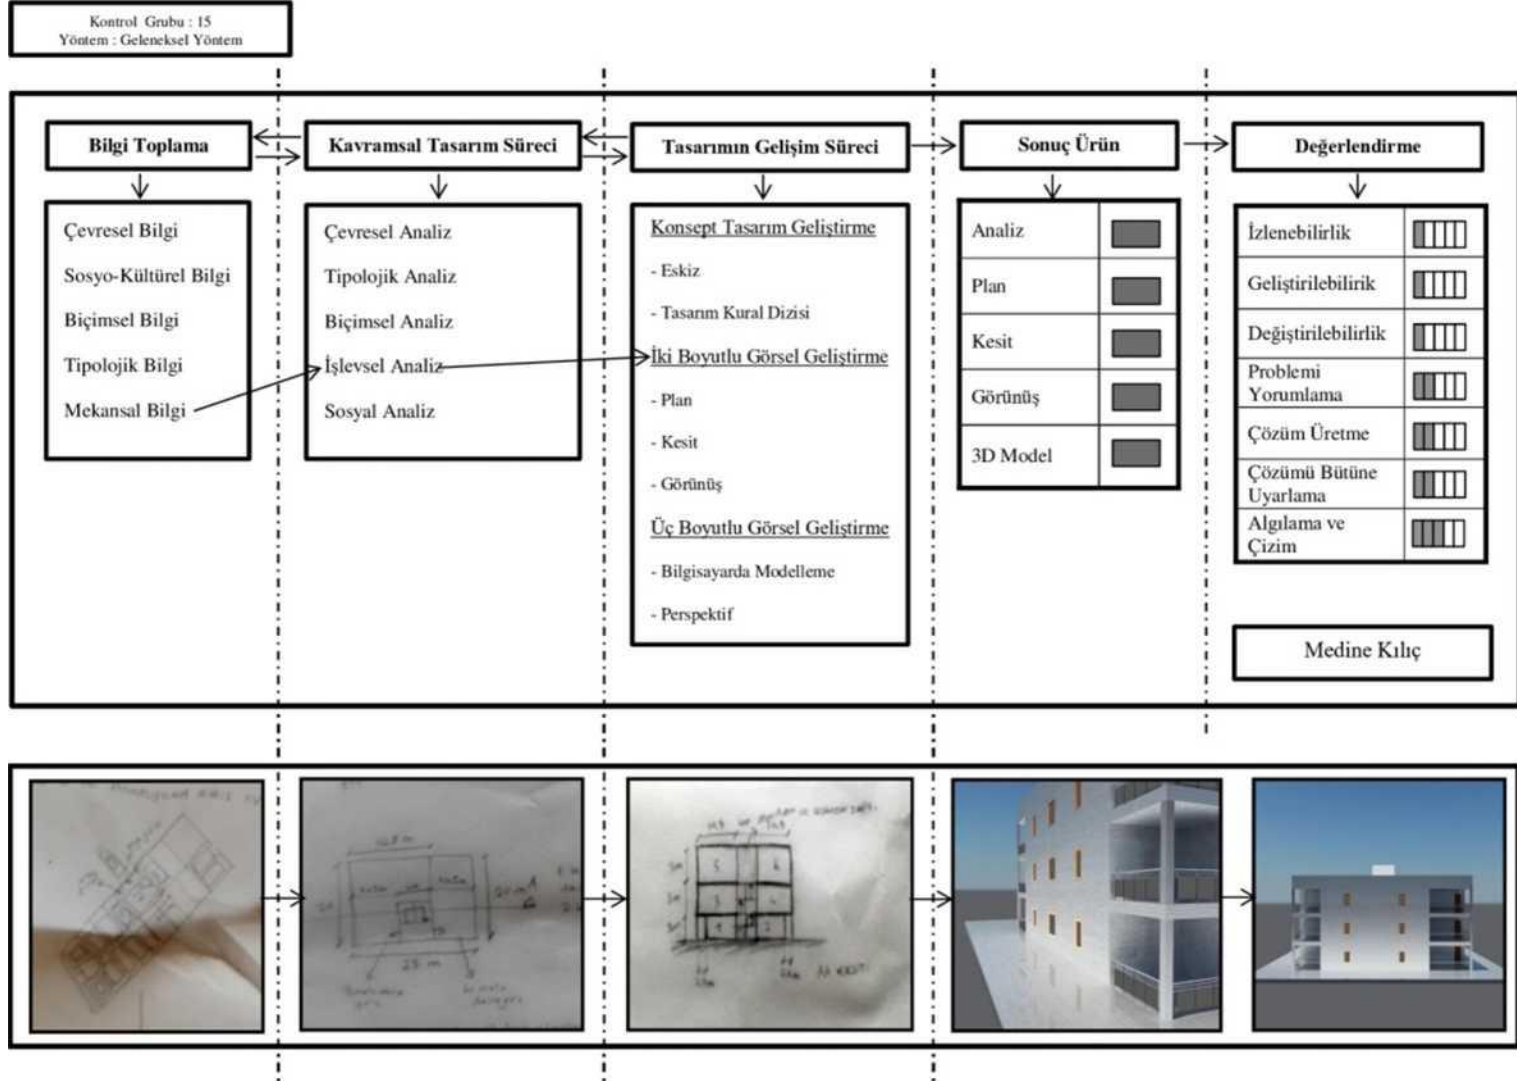 Kontrol Grubu : 15
Yöntem : Geleneksel Yöntem
Bilgi Toplama
Kavramsal Tasarım Süreci
Tasarımın Gelişim Süreci
Sonuç Ürün
Değerlendirme
Çevresel Bilgi
Sosyo-Kültürel Bilgi
Biçimsel Bilgi
Tipolojik Bilgi
Mekansal Bilgi
Çevresel Analiz
Tipolojik Analiz
Biçimsel Analiz
İşlevsel Analiz
Sosyal Analiz
Konsept Tasarım Geliştirme
- Eskiz
- Tasarım Kural Dizisi
İki Boyutlu Görsel Geliştirme
- Plan
- Kesit
- Görünüş
Üç Boyutlu Görsel Geliştirme
- Bilgisayarda Modelleme
- Perspektif
Analiz
Plan
Kesit
Görünüş
3D Model
İzlenebilirlik
Geliştirilebilirik
Değiştirilebilirlik
Problemi
Yorumlama
Çözüm Üretme
Çözümü Bütüne
Uyarlama
Algılama ve
Çizim
Medine Kılıç
25 m